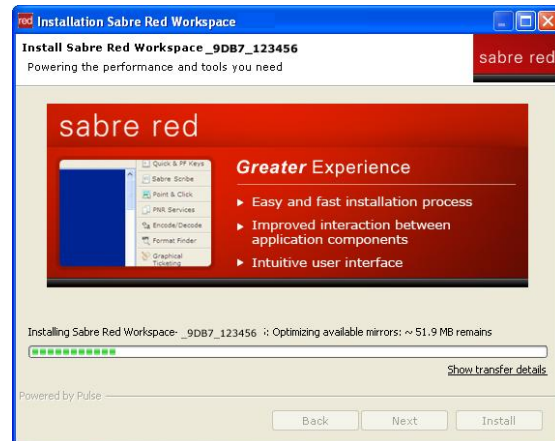 red Installation Sabre Red Workspace
Install Sabre Red Workspace _9DB7_123456
Powering the performance and tools you need
sabre red
sabre red
Quick & PF Keys
Sabre Scribe
Point & Click
PNR Services
Encode/Decode
Format Finder
Graphical
Ticketing
Greater Experience
Easy and fast installation process
Improved interaction between
application components
Intuitive user interface
Installing Sabre Red Workspace- _9DB7_123456 i: Optimizing available mirrors: ~ 51.9 MB remains
Show transfer details
Powered by Pulse
Back Next Install